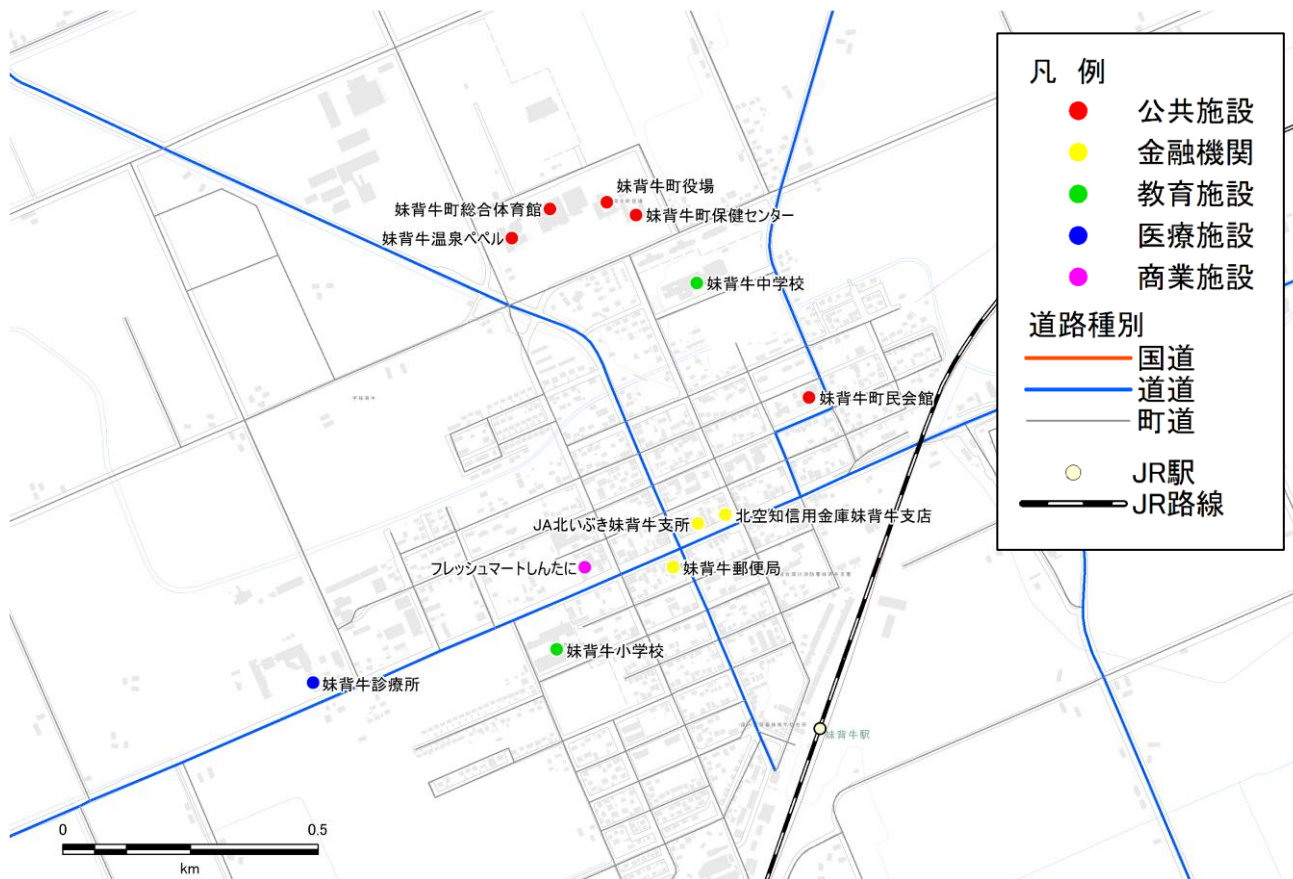 凡 例
公共施設
金融機関
教育施設
医療施設
商業施設
道路種別
国道
道道
町道
JR駅
JR路線
妹背牛町役場
妹背牛町総合体育館
妹背牛町保健センター
妹背牛温泉ペペル
妹背牛中学校
妹背牛町民会館
北空知信用金庫妹背牛支店
JA北いぶき妹背牛支所
フレッシュマートしんたに
妹背牛郵便局
妹背牛小学校
妹背牛診療所
妹背牛駅
0
0.5
km